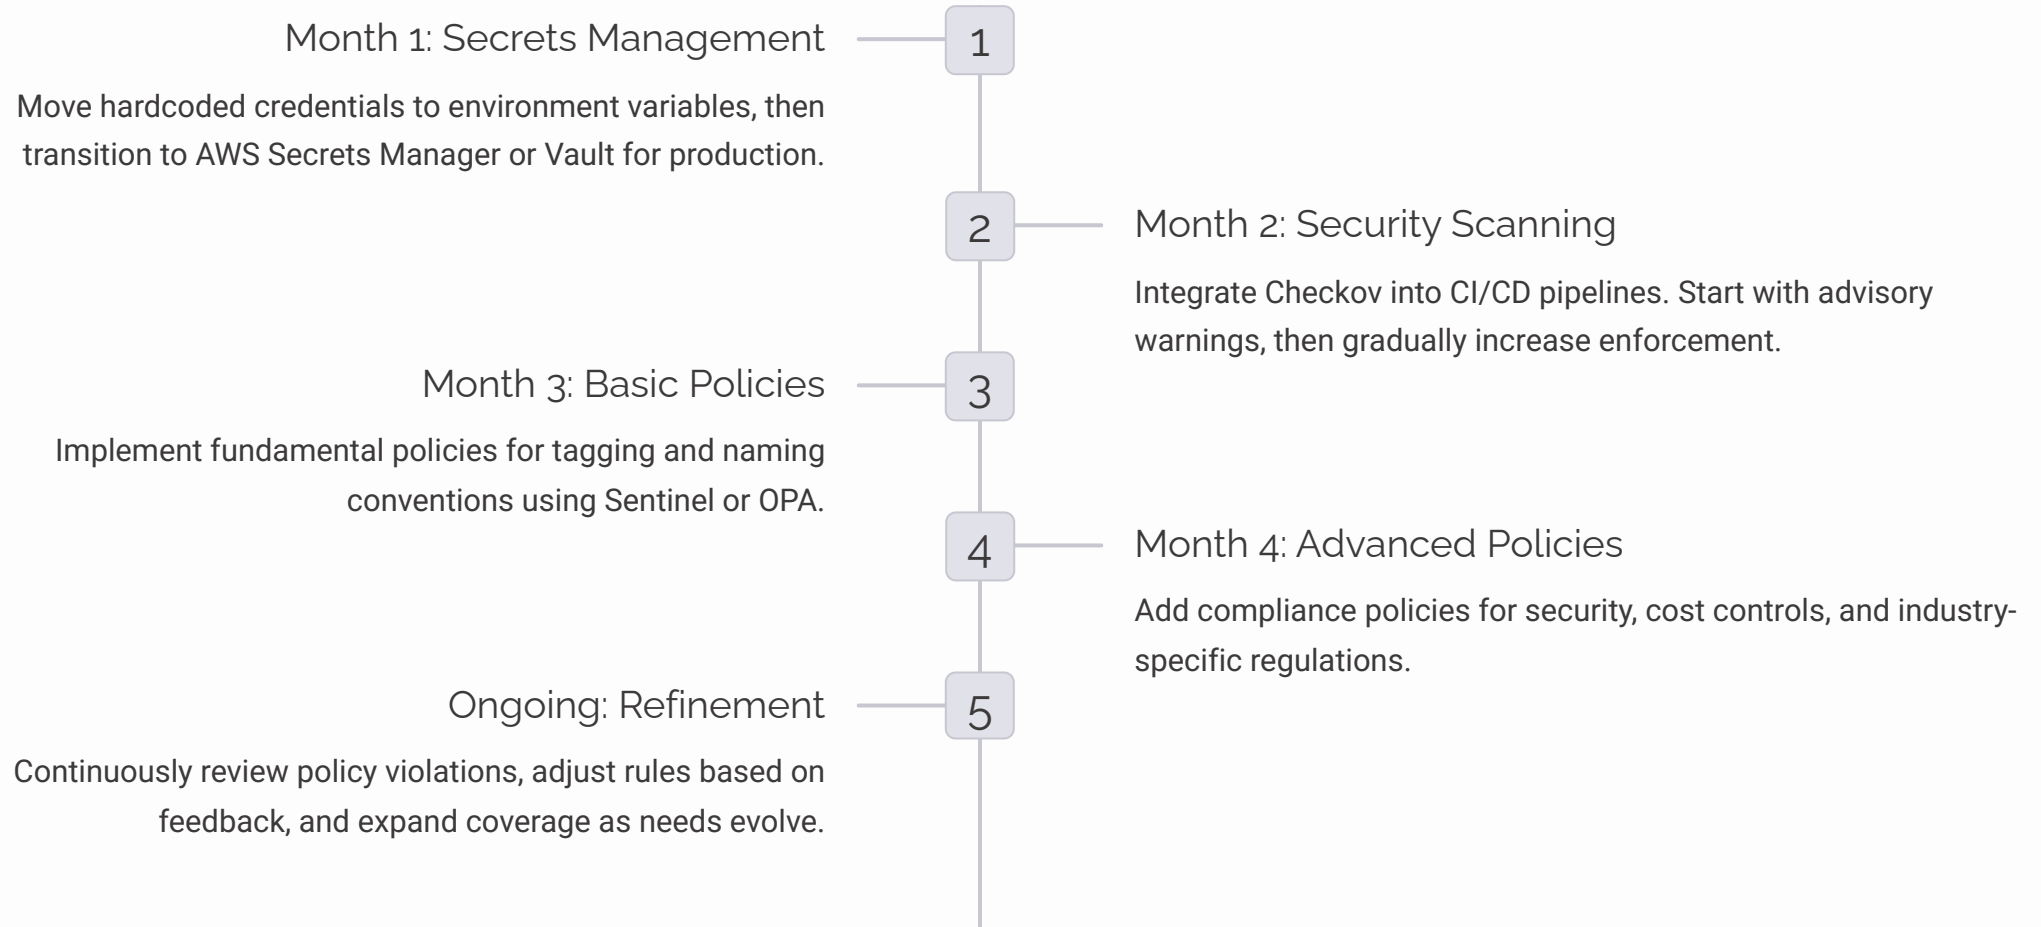 Month 1: Secrets Management
1
Move hardcoded credentials to environment variables, then
transition to AWS Secrets Manager or Vault for production.
2
Month 2: Security Scanning
Integrate Checkov into CI/CD pipelines. Start with advisory
warnings, then gradually increase enforcement.
Month 3: Basic Policies
3
Implement fundamental policies for tagging and naming
conventions using Sentinel or OPA.
4
Month 4: Advanced Policies
Add compliance policies for security, cost controls, and industry-
specific regulations.
Ongoing: Refinement
5
Continuously review policy violations, adjust rules based on
feedback, and expand coverage as needs evolve.